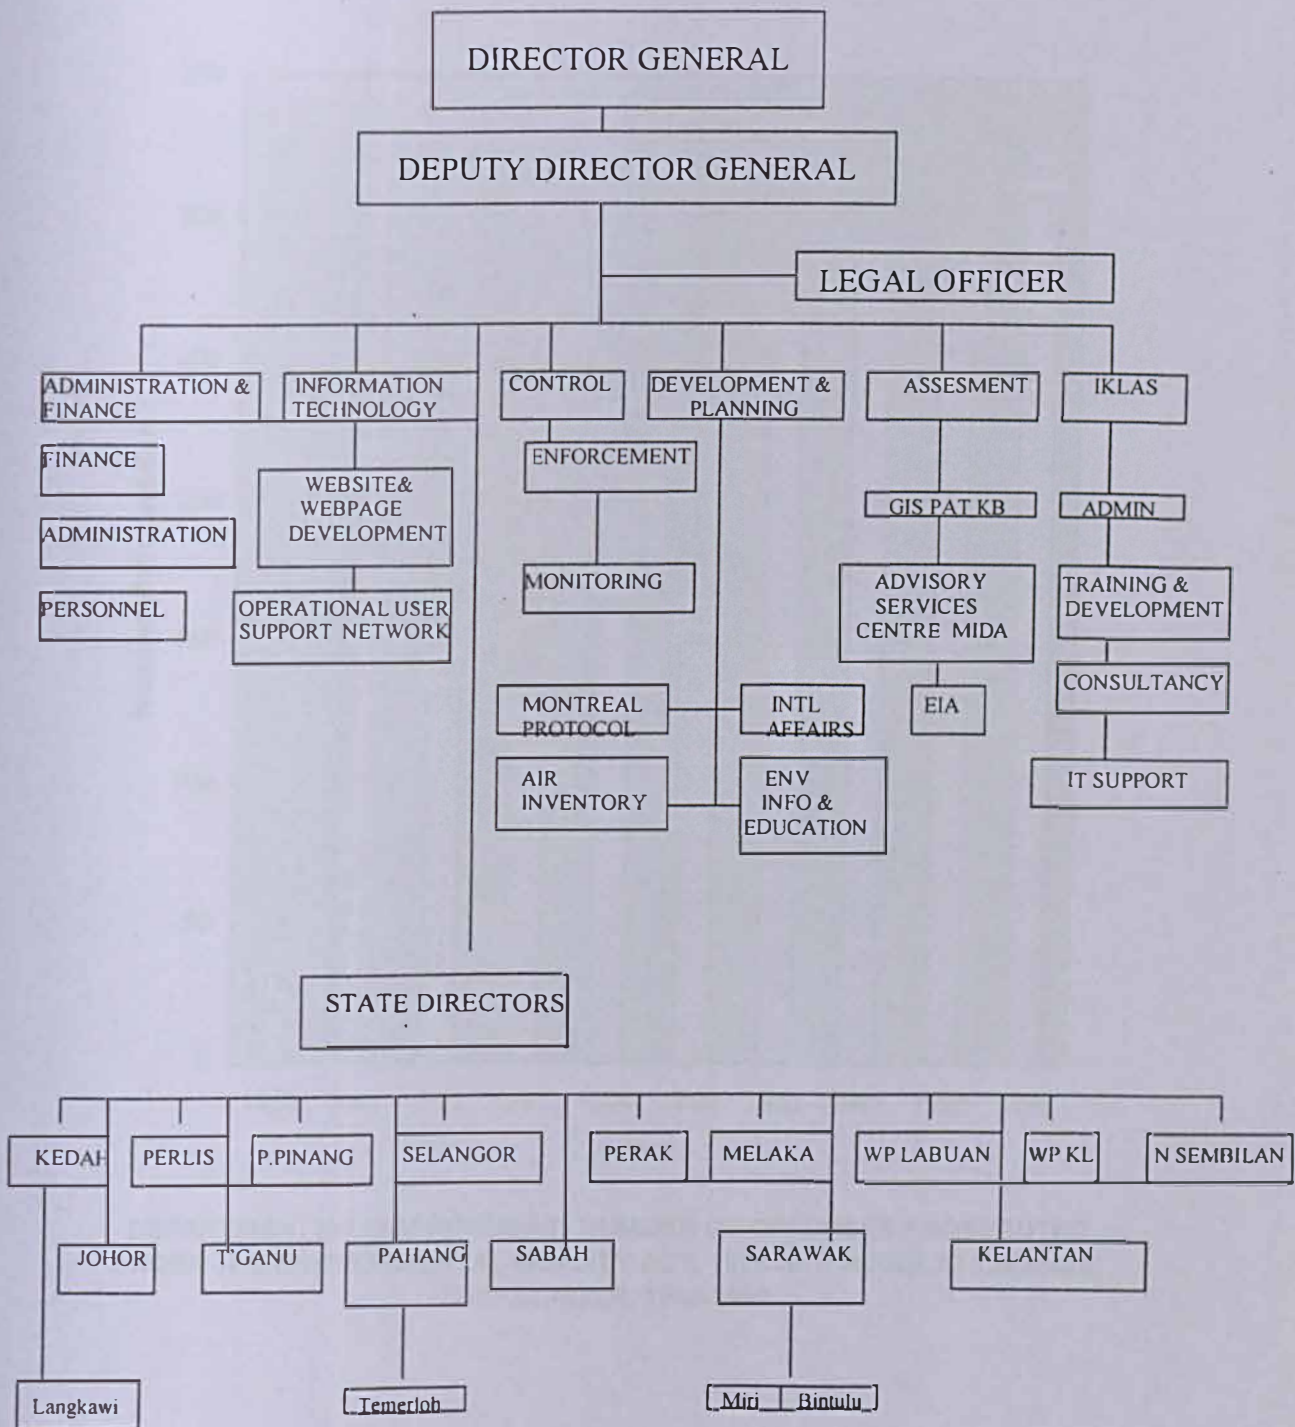 DIRECTOR GENERAL
DEPUTY DIRECTOR GENERAL
LEGAL OFFICER
ADMINISTRATION &
FINANCE
INFORMATION
TECHNOLOGY
CONTROL
DEVELOPMENT &
PLANNING
ASSESMENT
IKLAS
FINANCE
ADMINISTRATION
PERSONNEL
WEBSITE&
WEBPAGE
DEVELOPMENT
OPERATIONAL USER
SUPPORT NETWORK
ENFORCEMENT
MONITORING
MONTREAL
PROTOCOL
INTL
AFFAIRS
AIR
INVENTORY
ENV
INFO &
EDUCATION
GIS PAT KB
ADVISORY
SERVICES
CENTRE MIDA
EIA
ADMIN
TRAINING &
DEVELOPMENT
CONSULTANCY
IT SUPPORT
STATE DIRECTORS
KEDAH
PERLIS
P.PINANG
SELANGOR
PERAK
MELAKA
WP LABUAN
WP KL
N SEMBILAN
JOHOR
T'GANU
PAHANG
SABAH
SARAWAK
KELANTAN
Langkawi
Temerloh
Miri
Bintulu